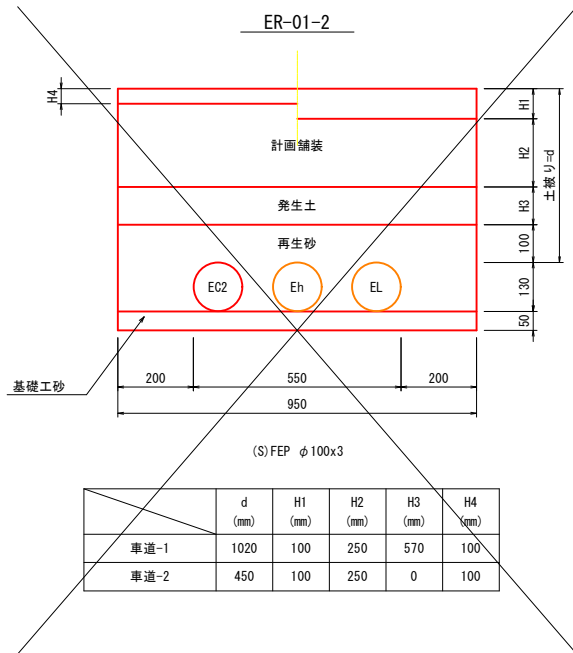 ER-01-2
H4
H1
計画舗装
H2
土被り=d
発生土
H3
再生砂
100
EC2
Eh
EL
130
50
基礎工砂
200
550
200
950
(S)FEP φ100x3
d
(mm)
H1
(mm)
H2
(mm)
H3
(mm)
H4
(mm)
車道-1 1020 100 250 570 100
車道-2 450 100 250 0 100